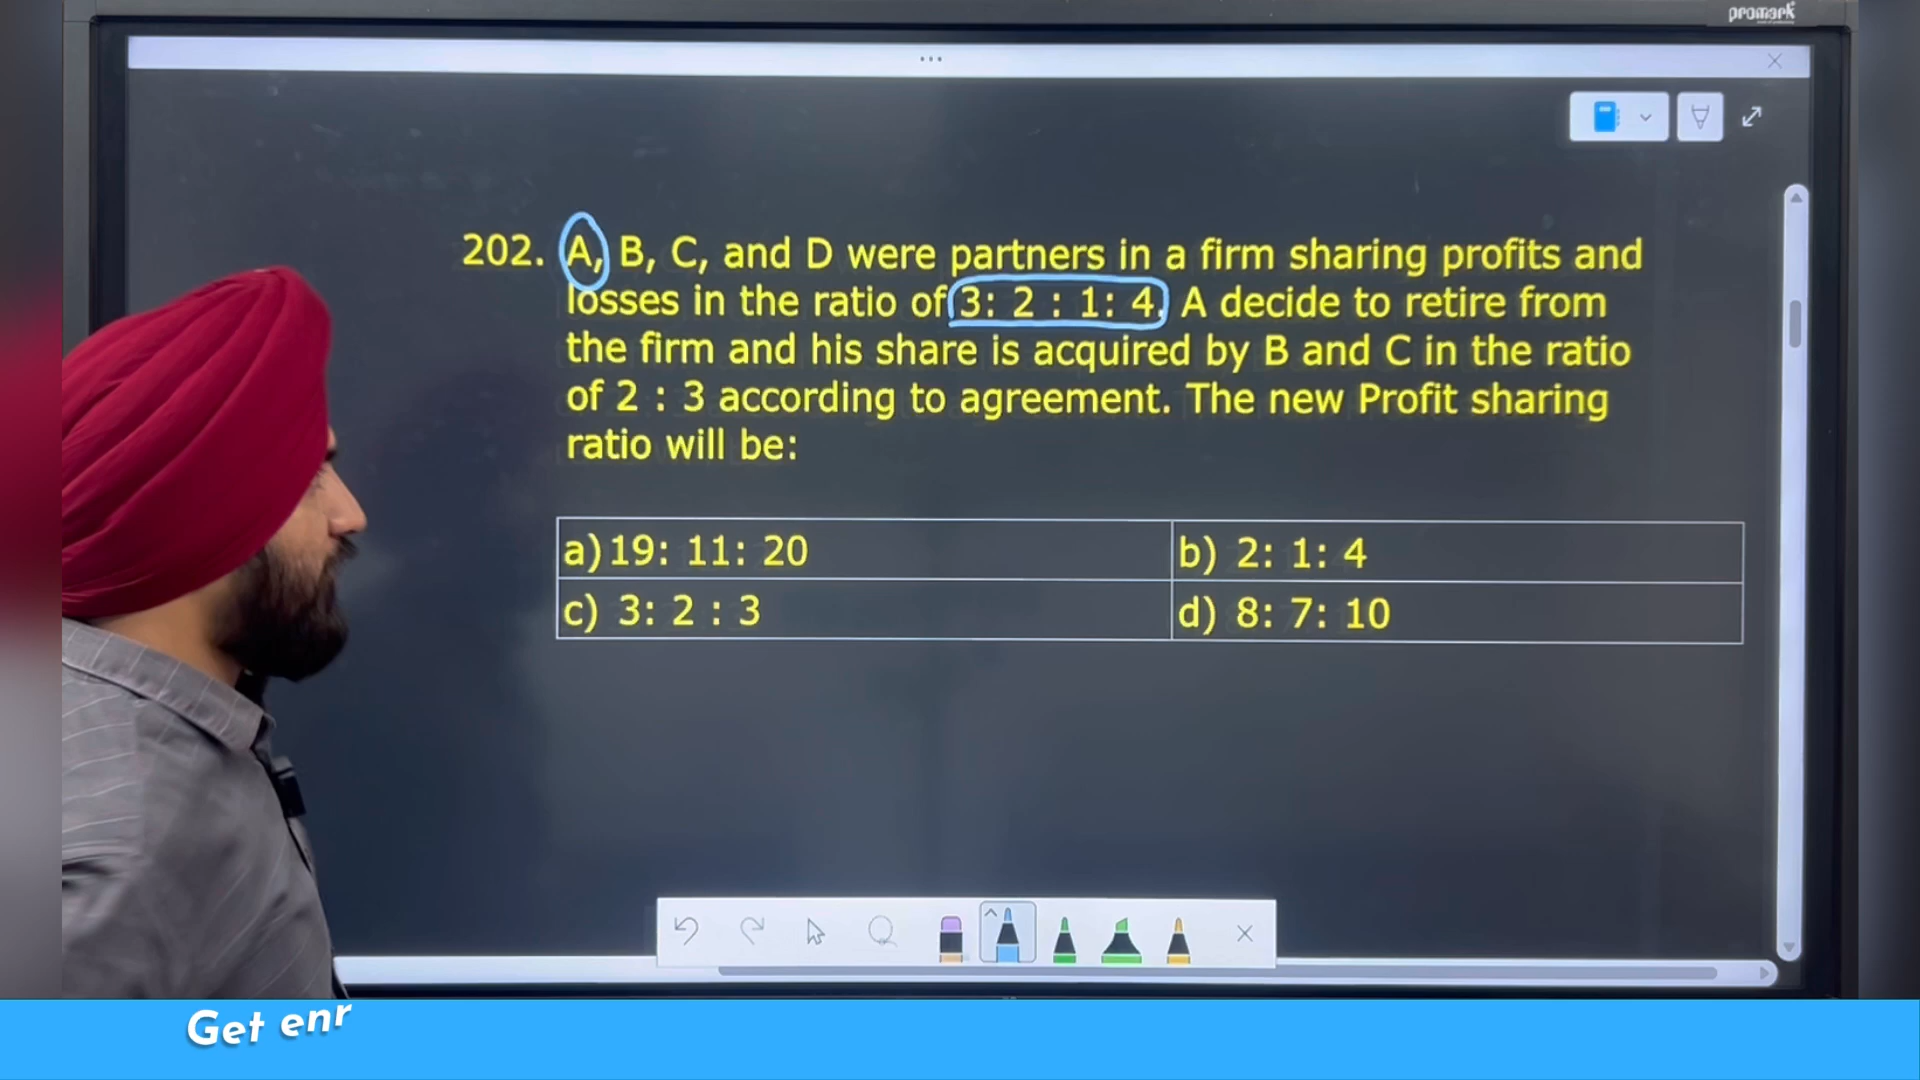 promark
202. A, B, C, and D were partners in a firm sharing profits and
losses in the ratio of 3: 2 : 1: 4. A decide to retire from
the firm and his share is acquired by B and C in the ratio
of 2 : 3 according to agreement. The new Profit sharing
ratio will be:
a) 19: 11: 20
b) 2: 1: 4
c) 3: 2 : 3
d) 8: 7: 10
Get enr